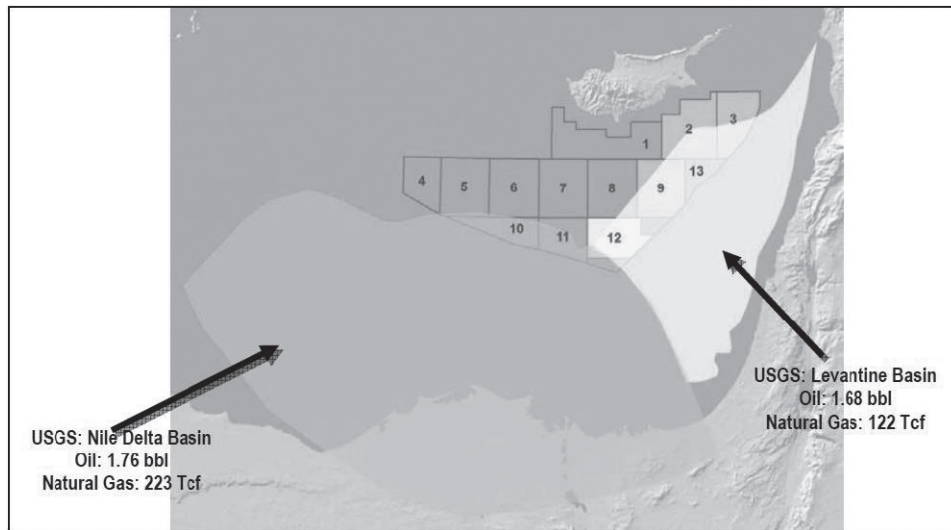 1
2
3
4
5
6
7
8
9
13
10
11
12
USGS: Levantine Basin
Oil: 1.68 bbl
Natural Gas: 122 Tcf
USGS: Nile Delta Basin
Oil: 1.76 bbl
Natural Gas: 223 Tcf